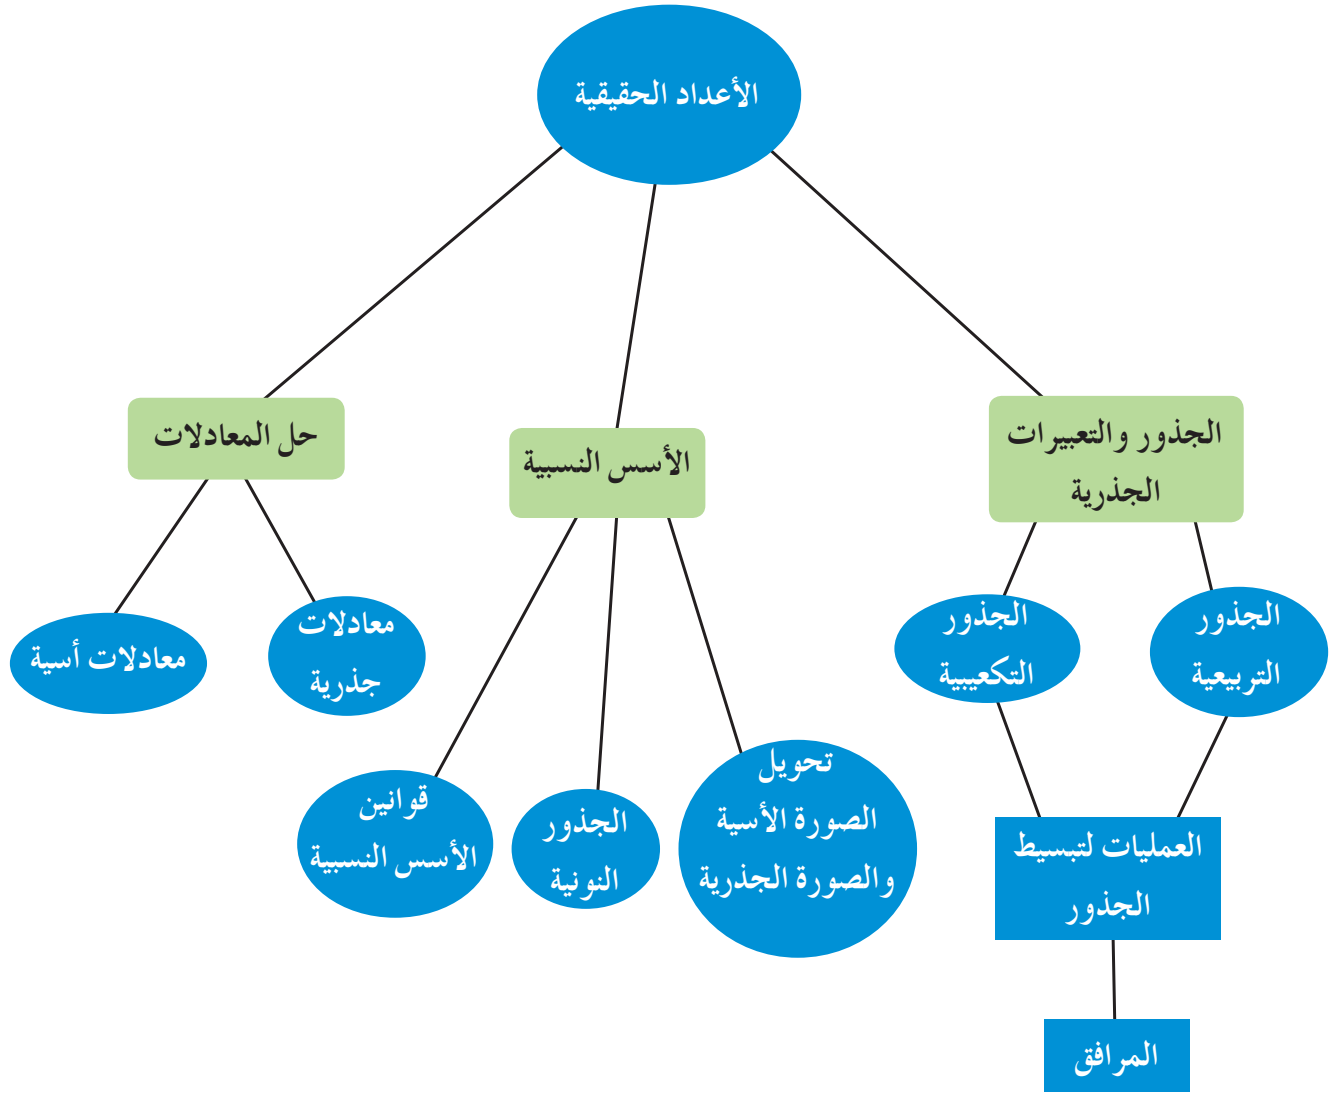 الأعداد الحقيقية
الجذور والتعبيرات
الجذرية
الأسس النسبية
حل المعادلات
الجذور
التربيعية
الجذور
التكعيبية
معادلات
جذرية
معادلات أسية
تحويل
الصورة الأسية
والصورة الجذرية
الجذور
النونية
قوانين
الأسس النسبية
العمليات لتبسيط
الجذور
المرافق